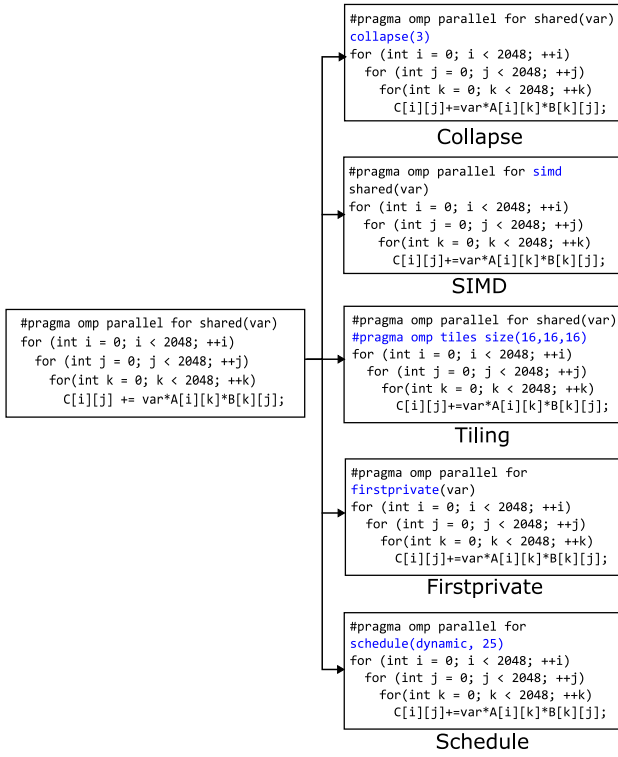 #pragma omp parallel for shared(var)
collapse(3)
for (int i = 0; i < 2048; ++i)
for (int j = 0; j < 2048; ++j)
for(int k = 0; k < 2048; ++k)
C[i][j]+=var*A[i][k]*B[k][j];
Collapse
#pragma omp parallel for simd
shared(var)
for (int i = 0; i < 2048; ++i)
for (int j = 0; j < 2048; ++j)
for(int k = 0; k < 2048; ++k)
C[i][j]+=var*A[i][k]*B[k][j];
SIMD
#pragma omp parallel for shared(var)
for (int i = 0; i < 2048; ++i)
for (int j = 0; j < 2048; ++j)
for(int k = 0; k < 2048; ++k)
C[i][j] += var*A[i][k]*B[k][j];
#pragma omp parallel for shared(var)
#pragma omp tiles size(16,16,16)
for (int i = 0; i < 2048; ++i)
for (int j = 0; j < 2048; ++j)
for(int k = 0; k < 2048; ++k)
C[i][j]+=var*A[i][k]*B[k][j];
Tiling
#pragma omp parallel for
firstprivate(var)
for (int i = 0; i < 2048; ++i)
for (int j = 0; j < 2048; ++j)
for(int k = 0; k < 2048; ++k)
C[i][j]+=var*A[i][k]*B[k][j];
Firstprivate
#pragma omp parallel for
schedule(dynamic, 25)
for (int i = 0; i < 2048; ++i)
for (int j = 0; j < 2048; ++j)
for(int k = 0; k < 2048; ++k)
C[i][j]+=var*A[i][k]*B[k][j];
Schedule